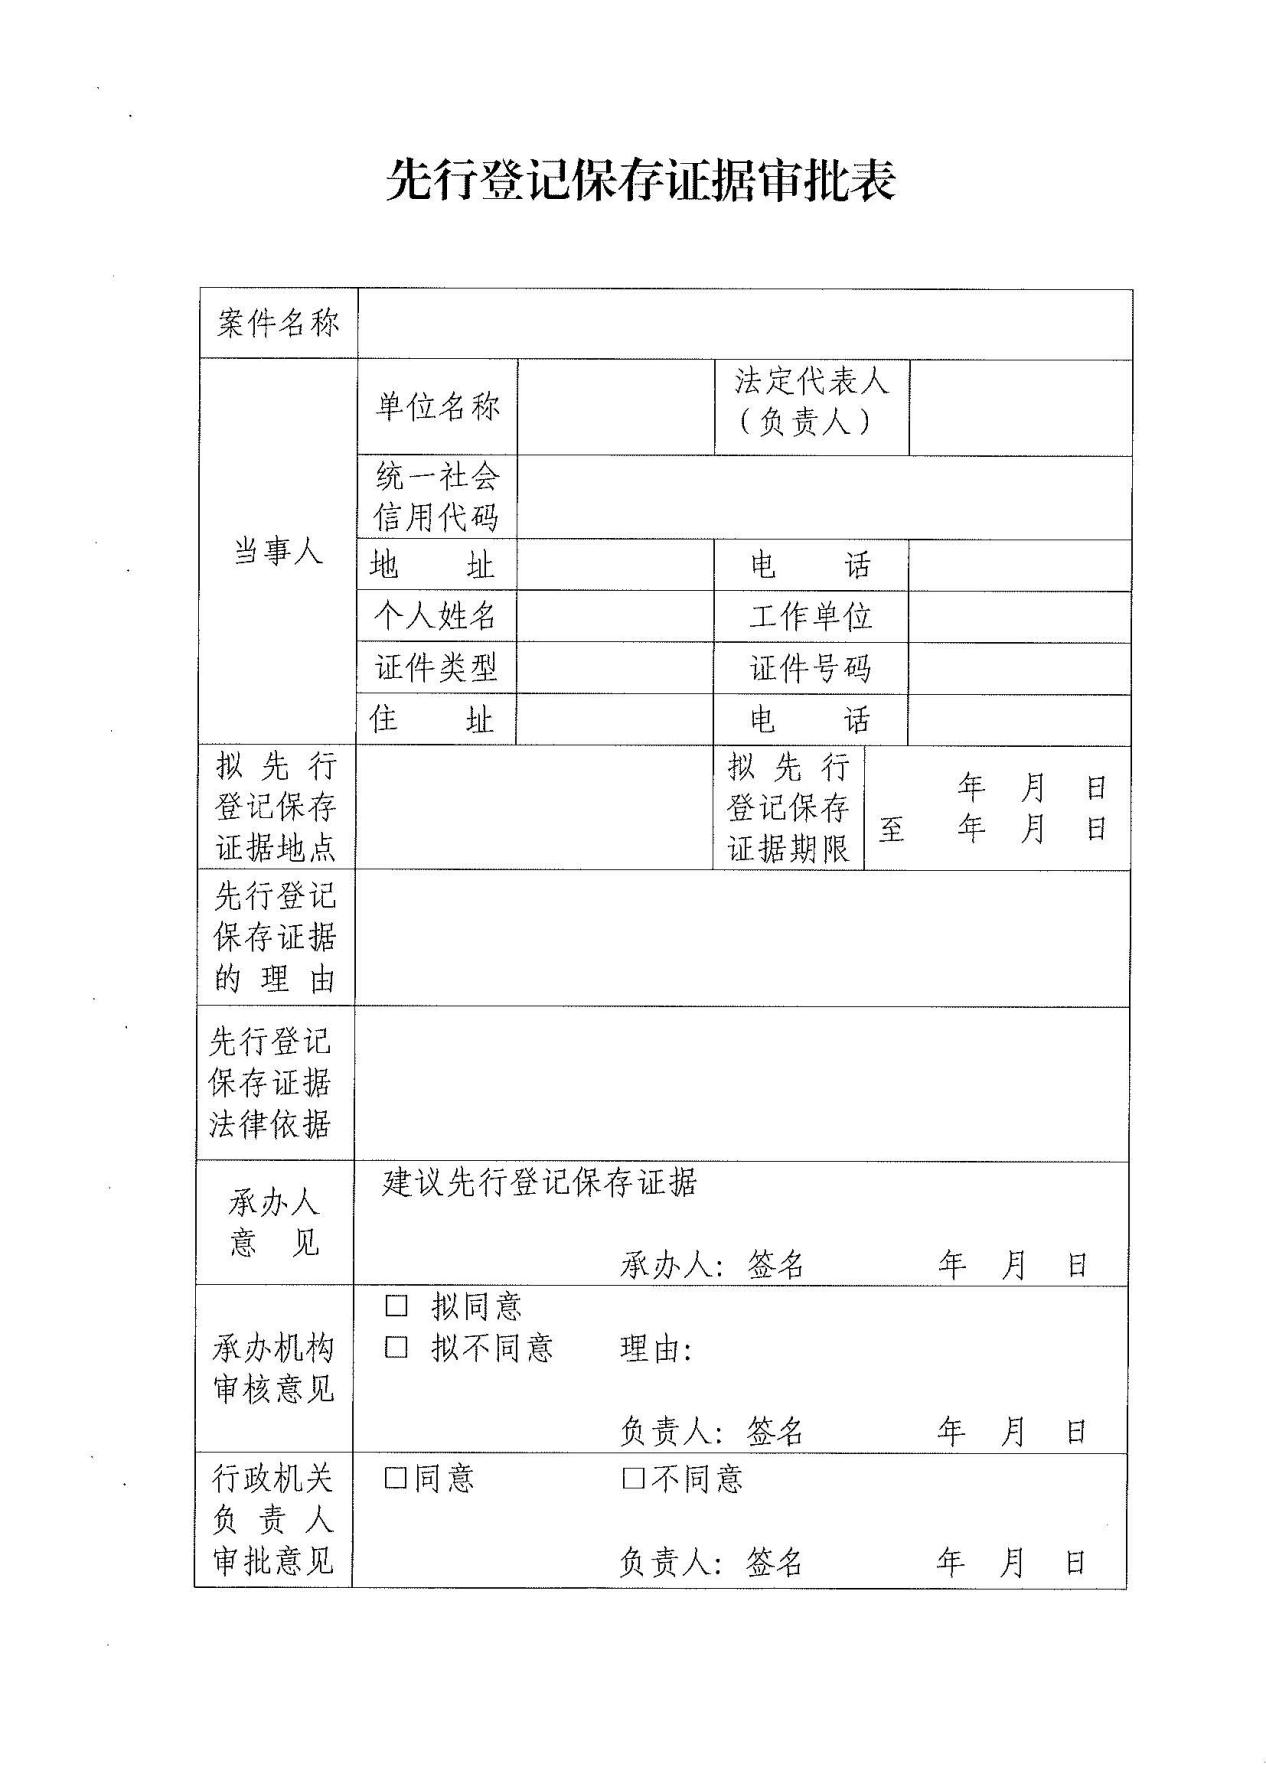 先行登记保存证据审批表
案件名称
当事人
单位名称
法定代表人
（负责人）
统一社会
信用代码
地 址
电 话
个人姓名
工作单位
证件类型
证件号码
住 址
电 话
拟先行
登记保存
证据地点
拟先行
登记保存
证据期限
年 月 日
至 年 月 日
先行登记
保存证据
的理由
先行登记
保存证据
法律依据
承办人
意 见
建议先行登记保存证据
承办人：签名 年 月 日
承办机构
审核意见
□ 拟同意
□ 拟不同意 理由：
负责人：签名 年 月 日
行政机关
负责人
审批意见
□同意 □不同意
负责人：签名 年 月 日